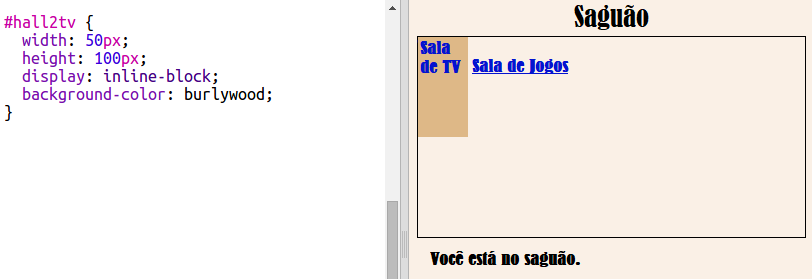 #hall2tv {
  width: 50px;
  height: 100px;
  display: inline-block;
  background-color: burlywood;
}
Saguão
Sala
de TV
Sala de Jogos
Você está no saguão.